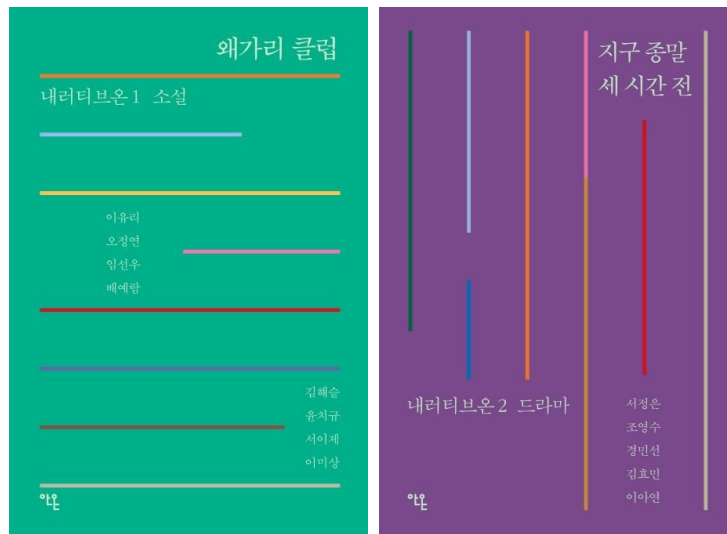 왜가리 클럽
내러티브온1 소설
이유리
오정연
임선우
배예람
김해슬
윤치규
서이제
이미상
안온
지구 종말
세 시간 전
내러티브온2 드라마
서정은
조영수
경민선
김효민
이아연
안온